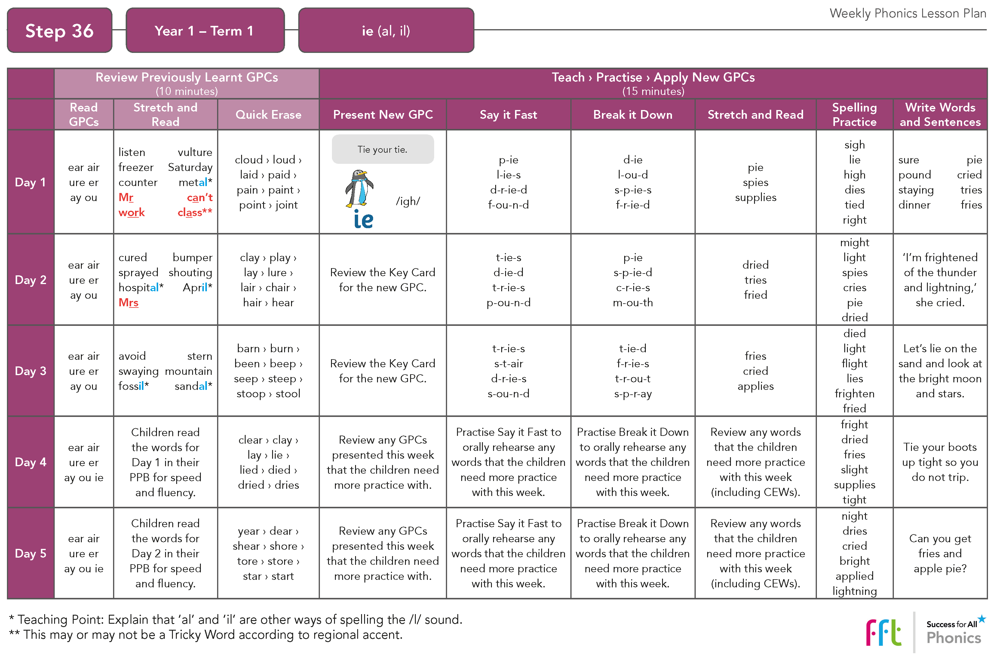 Weekly Phonics Lesson Plan
Step 36
Year 1 – Term 1
ie (al, il)
Review Previously Learnt GPCs
(10 minutes)
Teach › Practise › Apply New GPCs
(15 minutes)
Read
GPCs
Stretch and
Read
Quick Erase
Present New GPC
Say it Fast
Break it Down
Stretch and Read
Spelling
Practice
Write Words
and Sentences
Day 1
ear air
ure er
ay ou
listen vulture
freezer Saturday
counter metal*
Mr can't
work class**
cloud › loud ›
laid › paid ›
pain › paint ›
point › joint
Tie your tie.
/igh/
ie
p-ie
l-ie-s
d-r-ie-d
f-ou-n-d
d-ie
l-ou-d
s-p-ie-s
f-r-ie-d
pie
spies
supplies
sigh
lie
high
dies
tied
right
sure pie
pound cried
staying tries
dinner fries
Day 2
ear air
ure er
ay ou
cured bumper
sprayed shouting
hospital* April*
Mrs
clay › play ›
lay › lure ›
lair › chair ›
hair › hear
Review the Key Card
for the new GPC.
t-ie-s
d-ie-d
t-r-ie-s
p-ou-n-d
p-ie
s-p-ie-d
c-r-ie-s
m-ou-th
dried
tries
fried
might
light
spies
cries
pie
dried
‘I’m frightened
of the thunder
and lightning,’
she cried.
Day 3
ear air
ure er
ay ou
avoid stern
swaying mountain
fossil* sandal*
barn › burn ›
been › beep ›
seep › steep ›
stoop › stool
Review the Key Card
for the new GPC.
t-r-ie-s
s-t-air
d-r-ie-s
s-ou-n-d
t-ie-d
f-r-ie-s
t-r-ou-t
s-p-r-ay
fries
cried
applies
died
light
flight
lies
frighten
fried
Let’s lie on the
sand and look at
the bright moon
and stars.
Day 4
ear air
ure er
ay ou ie
Children read
the words for
Day 1 in their
PPB for speed
and fluency.
clear › clay ›
lay › lie ›
lied › died ›
dried › dries
Review any GPCs
presented this week
that the children need
more practice with.
Practise Say it Fast to
orally rehearse any
words that the children
need more practice
with this week.
Practise Break it Down
to orally rehearse any
words that the children
need more practice
with this week.
Review any words
that the children
need more practice
with this week
(including CEWs).
fright
dried
fries
slight
supplies
tight
Tie your boots
up tight so you
do not trip.
Day 5
ear air
ure er
ay ou ie
Children read
the words for
Day 2 in their
PPB for speed
and fluency.
year › dear ›
shear › shore ›
tore › store ›
star › start
Review any GPCs
presented this week
that the children need
more practice with.
Practise Say it Fast to
orally rehearse any
words that the children
need more practice
with this week.
Practise Break it Down
to orally rehearse any
words that the children
need more practice
with this week.
Review any words
that the children
need more practice
with this week
(including CEWs).
night
dries
cried
bright
applied
lightning
Can you get
fries and
apple pie?
* Teaching Point: Explain that ‘al’ and ‘il’ are other ways of spelling the /l/ sound.
** This may or may not be a Tricky Word according to regional accent.
fft
Success for All
Phonics